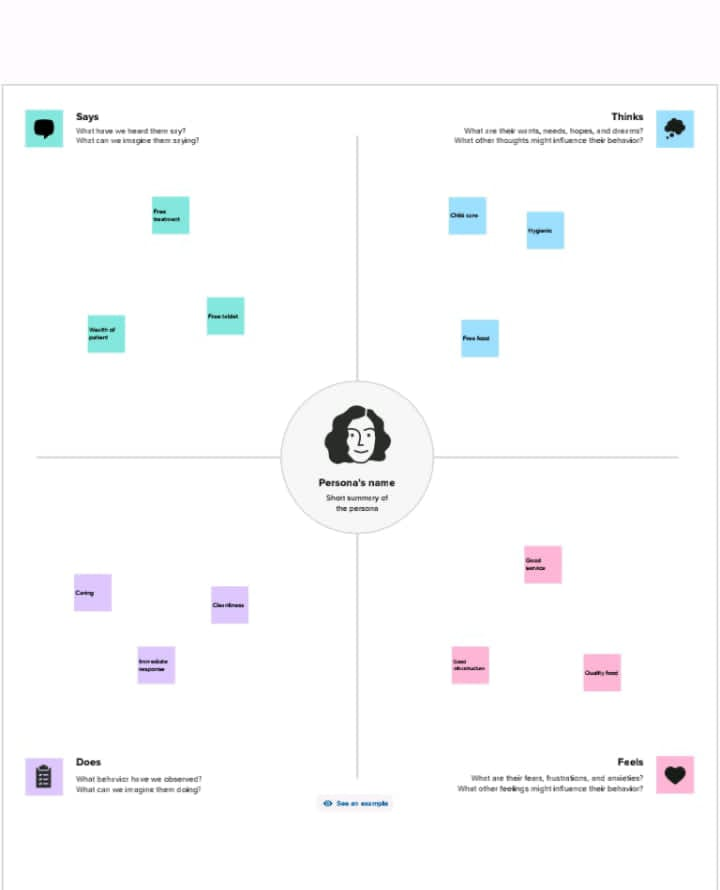 Says
What have we heard them say?
What can we imagine them saying?
Thinks
What are their wants, needs, hopes, and dreams?
What other thoughts might influence their behavior?
Free
treatment
Child care
Hygienic
Free tablet
Wealth of
patient
Free food
Persona's name
Short summary of
the persona
Good
service
Caring
Cleanliness
Immediate
response
Good
Quality food
Does
What behavior have we observed?
What can we imagine them doing?
Feels
What are their fears, frustrations, and anxieties?
What other feelings might influence their behavior?
See an example